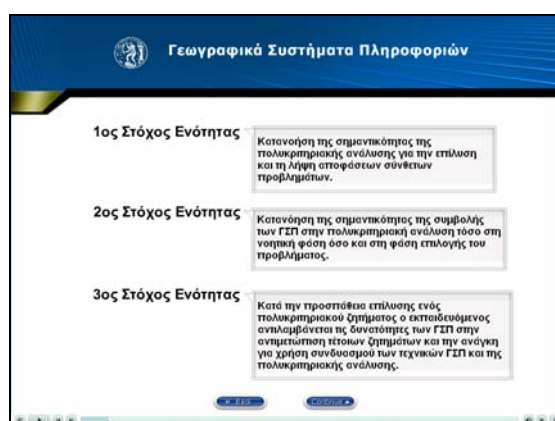 Γεωγραφικά Συστήματα Πληροφοριών
1ος Στόχος Ενότητας
Κατανοήση της σημαντικότητας της
πολυκριτηριακής ανάλυσης για την επίλυση
και τη λήψη αποφάσεων σύνθετων
προβλημάτων.
2ος Στόχος Ενότητας
Κατανόηση της σημαντικότητας της συμβολής
των ΓΣΠ στην πολυκριτηριακή ανάλυση τόσο στη
νοητική φάση όσο και στη φάση επιλογής του
προβλήματος.
3ος Στόχος Ενότητας
Κατά την προσπάθεια επίλυσης ενός
πολυκριτηριακού ζητήματος ο εκπαιδευόμενος
αντιλαμβάνεται τις δυνατότητες των ΓΣΠ στην
αντιμετώπιση τέτοιων ζητημάτων και την ανάγκη
για χρήση συνδυασμού των τεχνικών ΓΣΠ και της
πολυκριτηριακής ανάλυσης.
Back
Continue